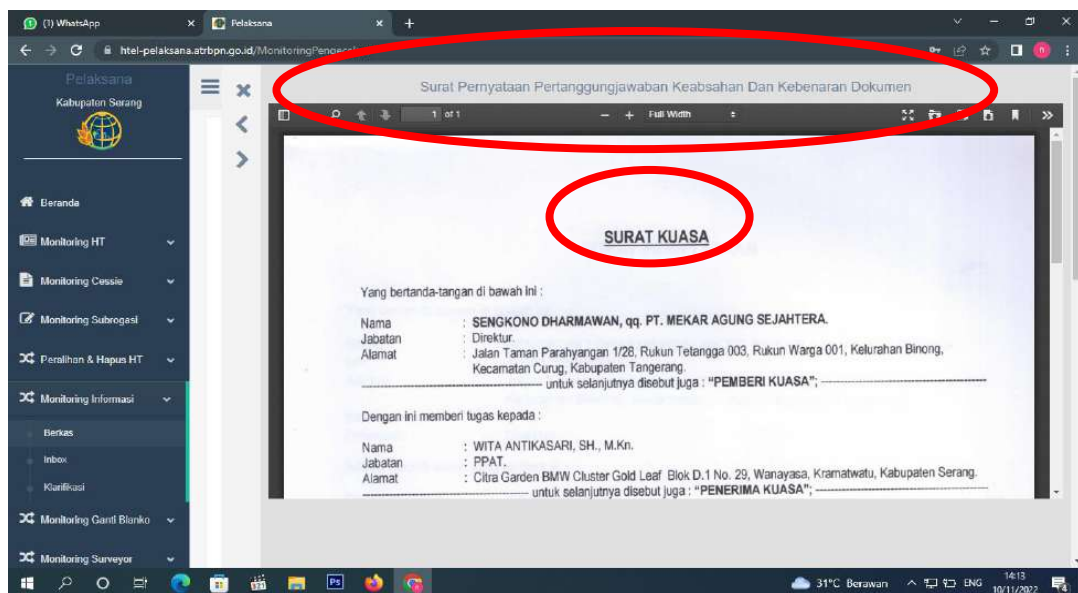 (1) WhatsApp
Pelaksana
htel-pelaksana.atrbpn.go.id/MonitoringPengec
Pelaksana
Kabupaten Serang
Surat Pernyataan Pertanggungjawaban Keabsahan Dan Kebenaran Dokumen
1 of 1
Full Width
Beranda
Monitoring HT
Monitoring Cessie
Monitoring Subrogasi
Peralihan & Hapus HT
Monitoring Informasi
Berkas
Inbox
Klarifikasi
Monitoring Ganti Blanko
Monitoring Surveyor
SURAT KUASA
Yang bertanda-tangan di bawah ini :
Nama : SENGKONO DHARMAWAN, qq. PT. MEKAR AGUNG SEJAHTERA.
Jabatan : Direktur.
Alamat : Jalan Taman Parahyangan 1/28, Rukun Tetangga 003, Rukun Warga 001, Kelurahan Binong,
Kecamatan Curug, Kabupaten Tangerang.
untuk selanjutnya disebut juga : "PEMBERI KUASA";
Dengan ini memberi tugas kepada :
Nama : WITA ANTIKASARI, SH., M.Kn.
Jabatan : PPAT.
Alamat : Citra Garden BMW Cluster Gold Leaf Blok D.1 No. 29, Wanayasa, Kramatwatu, Kabupaten Serang.
untuk selanjutnya disebut juga : "PENERIMA KUASA";
Ps
31°C Berawan
ENG
14:13
10/11/2022